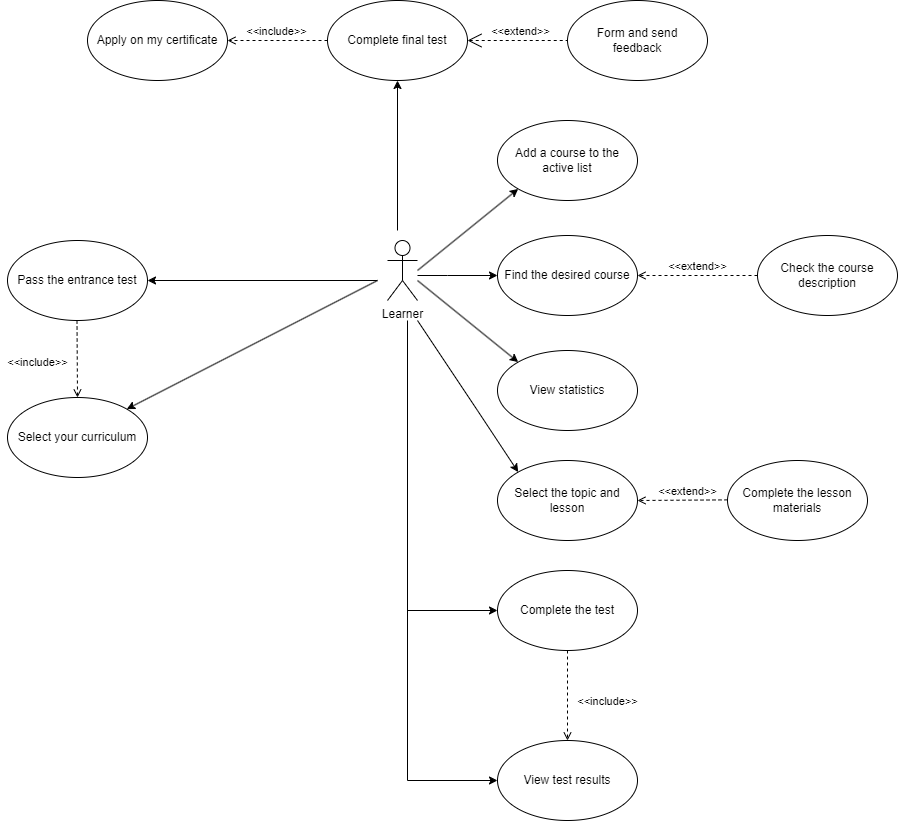 Apply on my certificate
<<include>>
Complete final test
<<extend>>
Form and send
feedback
Add a course to the
active list
Pass the entrance test
Learner
Find the desired course
<<extend>>
Check the course
description
<<include>>
View statistics
Select your curriculum
Select the topic and
lesson
<<extend>>
Complete the lesson
materials
Complete the test
<<include>>
View test results